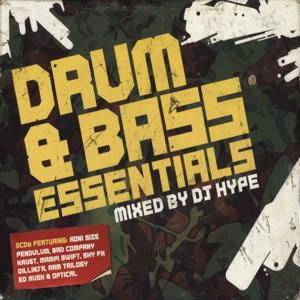 DRUM
& BASS
ESSENTIALS
MIXED BY DJ HYPE
3CDs FEATURING: RONI SIZE
PENDULUM, BAD COMPANY
KRUST, MAMPI SWIFT, SHY FX
DILLINJA, RAM TRILOGY
ED RUSH & OPTICAL